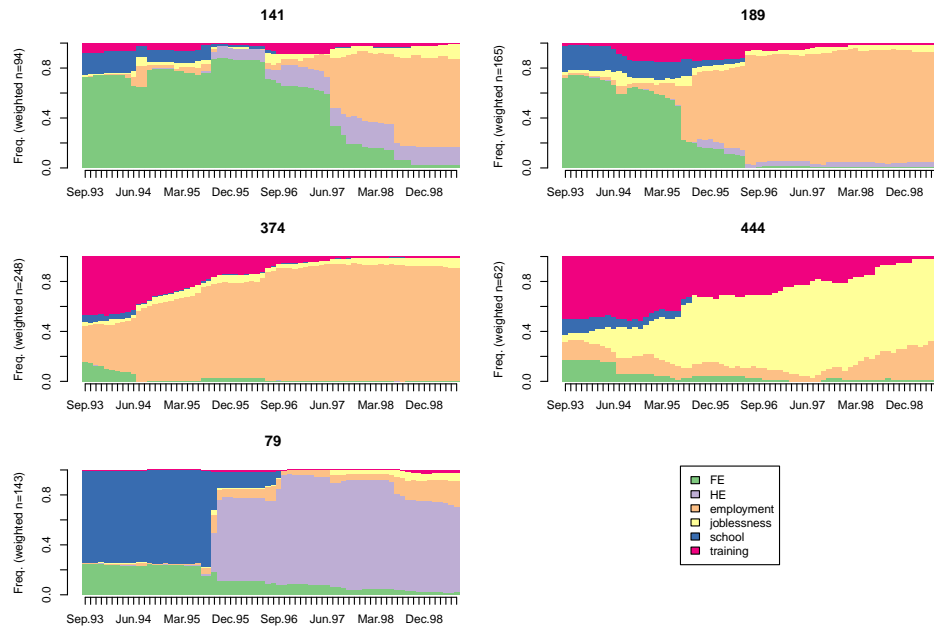 141
Freq. (weighted n=94)
0.0 0.4 0.8
Sep.93 Jun.94 Mar.95 Dec.95 Sep.96 Jun.97 Mar.98 Dec.98
189
Freq. (weighted n=165)
0.0 0.4 0.8
Sep.93 Jun.94 Mar.95 Dec.95 Sep.96 Jun.97 Mar.98 Dec.98
374
Freq. (weighted n=248)
0.0 0.4 0.8
Sep.93 Jun.94 Mar.95 Dec.95 Sep.96 Jun.97 Mar.98 Dec.98
444
Freq. (weighted n=62)
0.0 0.4 0.8
Sep.93 Jun.94 Mar.95 Dec.95 Sep.96 Jun.97 Mar.98 Dec.98
79
Freq. (weighted n=143)
0.0 0.4 0.8
Sep.93 Jun.94 Mar.95 Dec.95 Sep.96 Jun.97 Mar.98 Dec.98
FE
HE
employment
joblessness
school
training